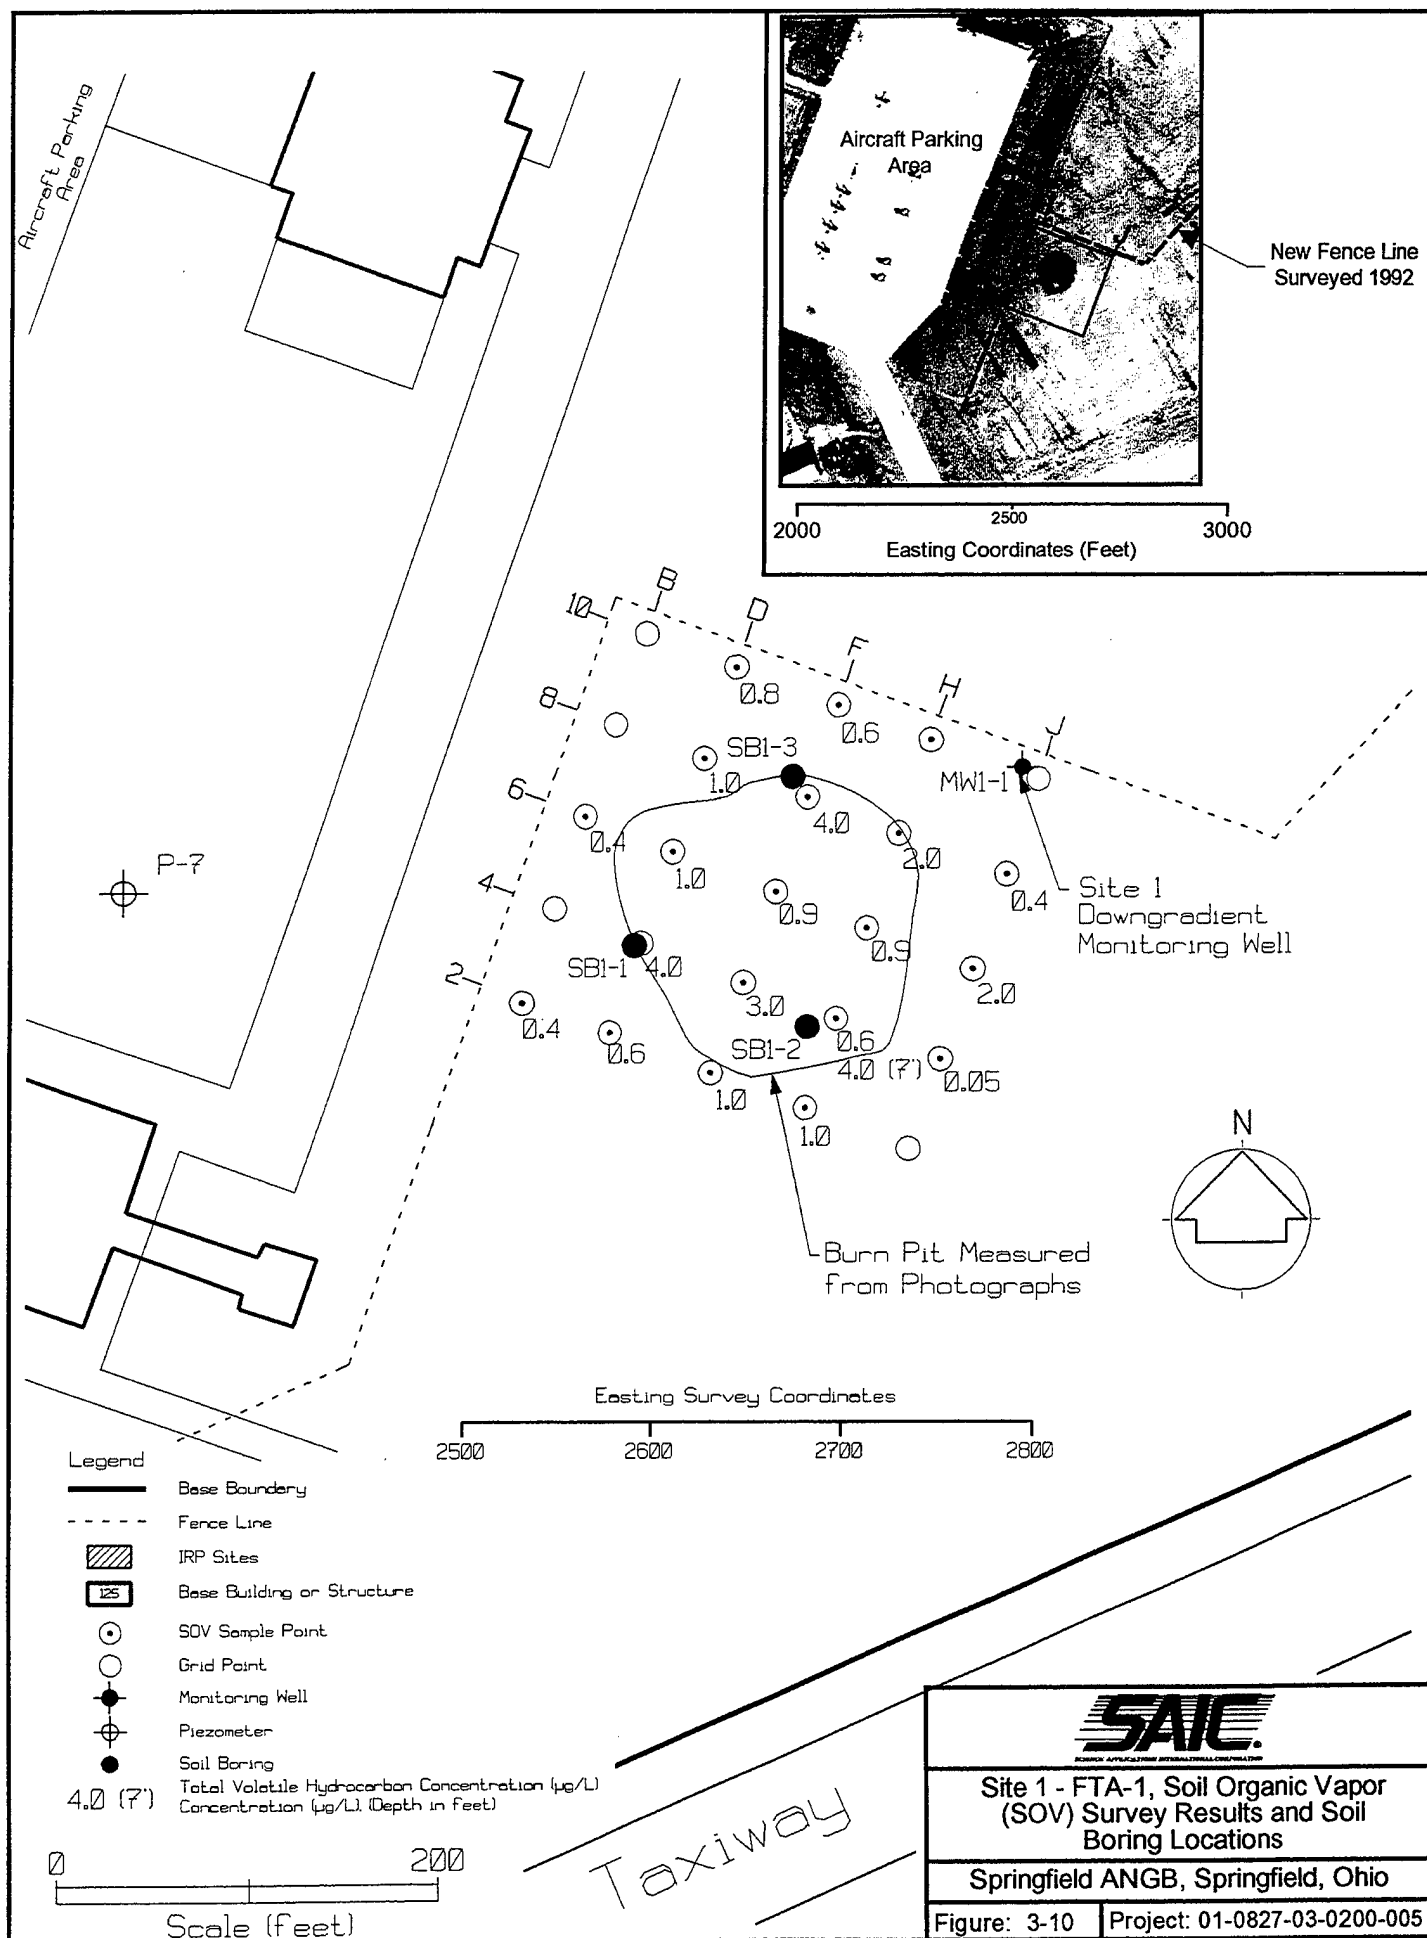 Aircraft Parking
Area
Aircraft Parking
Area
New Fence Line
Surveyed 1992
2000
2500
3000
Easting Coordinates (Feet)
10
B
D
F
H
J
8
6
4
2
0.8
0.6
SB1-3
1.0
4.0
MW1-1
0.4
2.0
1.0
P-7
0.9
0.4
Site 1
Downgradient
Monitoring Well
0.9
SB1-1
4.0
2.0
3.0
0.4
0.6
SB1-2
0.6
4.0 (7')
0.05
1.0
1.0
N
Burn Pit Measured
from Photographs
Easting Survey Coordinates
2500
2600
2700
2800
Legend
Base Boundary
Fence Line
IRP Sites
125
Base Building or Structure
SOV Sample Point
Grid Point
Monitoring Well
Piezometer
Soil Boring
4.0 (7')
Total Volatile Hydrocarbon Concentration (µg/L)
Concentration (µg/L). (Depth in feet)
0
200
Scale (feet)
Taxiway
SAIC.
SCIENCE APPLICATIONS INTERNATIONAL CORPORATION
Site 1 - FTA-1, Soil Organic Vapor
(SOV) Survey Results and Soil
Boring Locations
Springfield ANGB, Springfield, Ohio
Figure: 3-10
Project: 01-0827-03-0200-005